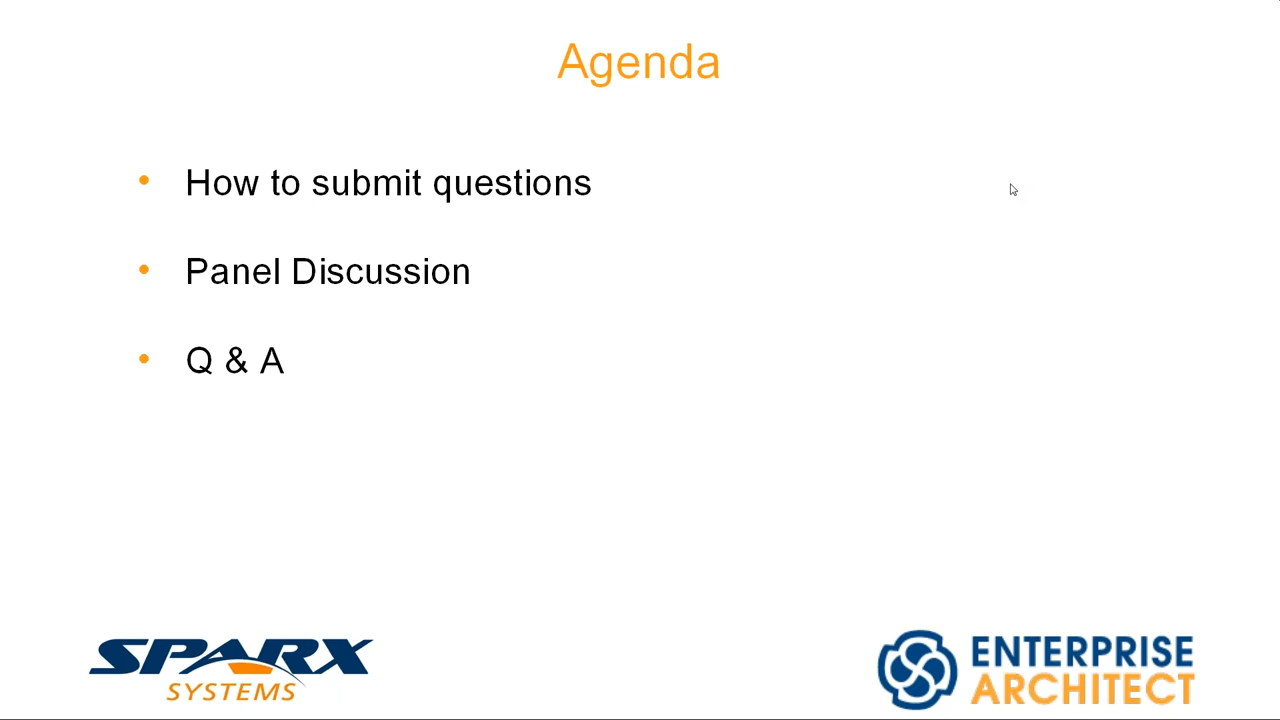 Agenda
• How to submit questions
• Panel Discussion
• Q & A
SPARX
SYSTEMS
ENTERPRISE
ARCHITECT